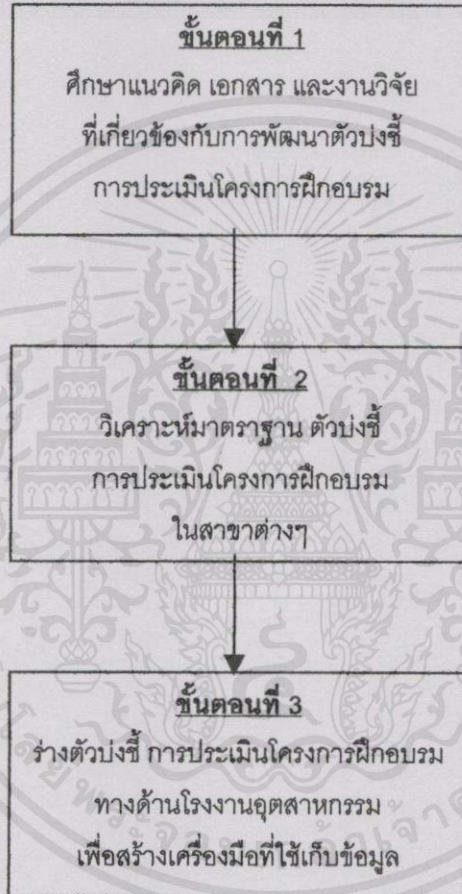 ขั้นตอนที่ 1
ศึกษาแนวคิด เอกสาร และงานวิจัย
ที่เกี่ยวข้องกับการพัฒนาตัวบ่งชี้
การประเมินโครงการฝึกอบรม
ขั้นตอนที่ 2
วิเคราะห์มาตราฐาน ตัวบ่งชี้
การประเมินโครงการฝึกอบรม
ในสาขาต่างๆ
ขั้นตอนที่ 3
ร่างตัวบ่งชี้ การประเมินโครงการฝึกอบรม
ทางด้านโรงงานอุตสาหกรรม
เพื่อสร้างเครื่องมือที่ใช้เก็บข้อมูล